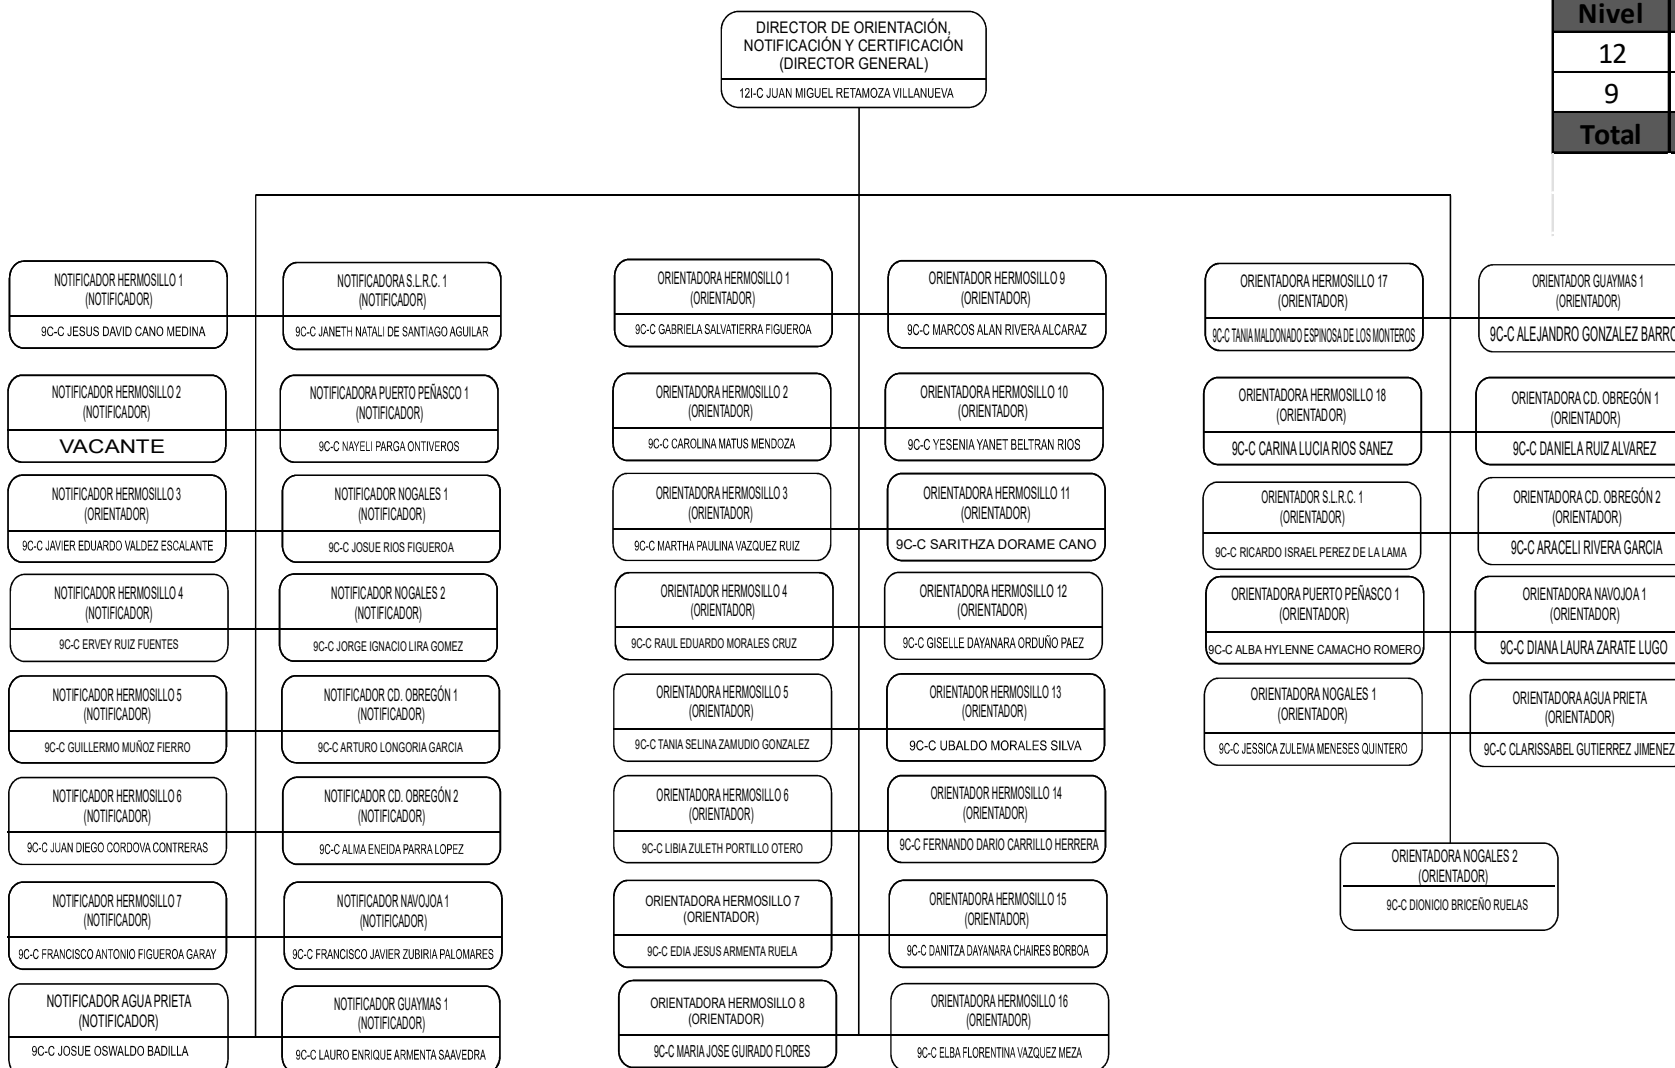 DIRECTOR DE ORIENTACIÓN,
NOTIFICACIÓN Y CERTIFICACIÓN
(DIRECTOR GENERAL)
12I-C JUAN MIGUEL RETAMOZA VILLANUEVA
Nivel
12
9
Total
NOTIFICADOR HERMOSILLO 1
(NOTIFICADOR)
9C-C JESUS DAVID CANO MEDINA
NOTIFICADORA S.L.R.C. 1
(NOTIFICADOR)
9C-C JANETH NATALI DE SANTIAGO AGUILAR
NOTIFICADOR HERMOSILLO 2
(NOTIFICADOR)
VACANTE
NOTIFICADORA PUERTO PEÑASCO 1
(NOTIFICADOR)
9C-C NAYELI PARGA ONTIVEROS
NOTIFICADOR HERMOSILLO 3
(ORIENTADOR)
9C-C JAVIER EDUARDO VALDEZ ESCALANTE
NOTIFICADOR NOGALES 1
(NOTIFICADOR)
9C-C JOSUE RIOS FIGUEROA
NOTIFICADOR HERMOSILLO 4
(NOTIFICADOR)
9C-C ERVEY RUIZ FUENTES
NOTIFICADOR NOGALES 2
(NOTIFICADOR)
9C-C JORGE IGNACIO LIRA GOMEZ
NOTIFICADOR HERMOSILLO 5
(NOTIFICADOR)
9C-C GUILLERMO MUÑOZ FIERRO
NOTIFICADOR CD. OBREGÓN 1
(NOTIFICADOR)
9C-C ARTURO LONGORIA GARCIA
NOTIFICADOR HERMOSILLO 6
(NOTIFICADOR)
9C-C JUAN DIEGO CORDOVA CONTRERAS
NOTIFICADOR CD. OBREGÓN 2
(NOTIFICADOR)
9C-C ALMA ENEIDA PARRA LOPEZ
NOTIFICADOR HERMOSILLO 7
(NOTIFICADOR)
9C-C FRANCISCO ANTONIO FIGUEROA GARAY
NOTIFICADOR NAVOJOA 1
(NOTIFICADOR)
9C-C FRANCISCO JAVIER ZUBIRIA PALOMARES
NOTIFICADOR AGUA PRIETA
(NOTIFICADOR)
9C-C JOSUE OSWALDO BADILLA
NOTIFICADOR GUAYMAS 1
(NOTIFICADOR)
9C-C LAURO ENRIQUE ARMENTA SAAVEDRA
ORIENTADORA HERMOSILLO 1
(ORIENTADOR)
9C-C GABRIELA SALVATIERRA FIGUEROA
ORIENTADOR HERMOSILLO 9
(ORIENTADOR)
9C-C MARCOS ALAN RIVERA ALCARAZ
ORIENTADORA HERMOSILLO 2
(ORIENTADOR)
9C-C CAROLINA MATUS MENDOZA
ORIENTADORA HERMOSILLO 10
(ORIENTADOR)
9C-C YESENIA YANET BELTRAN RIOS
ORIENTADORA HERMOSILLO 3
(ORIENTADOR)
9C-C MARTHA PAULINA VAZQUEZ RUIZ
ORIENTADORA HERMOSILLO 11
(ORIENTADOR)
9C-C SARITHZA DORAME CANO
ORIENTADOR HERMOSILLO 4
(ORIENTADOR)
9C-C RAUL EDUARDO MORALES CRUZ
ORIENTADORA HERMOSILLO 12
(ORIENTADOR)
9C-C GISELLE DAYANARA ORDUÑO PAEZ
ORIENTADORA HERMOSILLO 5
(ORIENTADOR)
9C-C TANIA SELINA ZAMUDIO GONZALEZ
ORIENTADOR HERMOSILLO 13
(ORIENTADOR)
9C-C UBALDO MORALES SILVA
ORIENTADORA HERMOSILLO 6
(ORIENTADOR)
9C-C LIBIA ZULETH PORTILLO OTERO
ORIENTADOR HERMOSILLO 14
(ORIENTADOR)
9C-C FERNANDO DARIO CARRILLO HERRERA
ORIENTADORA HERMOSILLO 7
(ORIENTADOR)
9C-C EDIA JESUS ARMENTA RUELA
ORIENTADORA HERMOSILLO 15
(ORIENTADOR)
9C-C DANITZA DAYANARA CHAIRES BORBOA
ORIENTADORA HERMOSILLO 8
(ORIENTADOR)
9C-C MARIA JOSE GUIRADO FLORES
ORIENTADORA HERMOSILLO 16
(ORIENTADOR)
9C-C ELBA FLORENTINA VAZQUEZ MEZA
ORIENTADORA HERMOSILLO 17
(ORIENTADOR)
9C-C TANIA MALDONADO ESPINOSA DE LOS MONTEROS
ORIENTADOR GUAYMAS 1
(ORIENTADOR)
9C-C ALEJANDRO GONZALEZ BARRO
ORIENTADORA HERMOSILLO 18
(ORIENTADOR)
9C-C CARINA LUCIA RIOS SANEZ
ORIENTADORA CD. OBREGÓN 1
(ORIENTADOR)
9C-C DANIELA RUIZ ALVAREZ
ORIENTADOR S.L.R.C. 1
(ORIENTADOR)
9C-C RICARDO ISRAEL PEREZ DE LA LAMA
ORIENTADORA CD. OBREGÓN 2
(ORIENTADOR)
9C-C ARACELI RIVERA GARCIA
ORIENTADORA PUERTO PEÑASCO 1
(ORIENTADOR)
9C-C ALBA HYLENNE CAMACHO ROMERO
ORIENTADORA NAVOJOA 1
(ORIENTADOR)
9C-C DIANA LAURA ZARATE LUGO
ORIENTADORA NOGALES 1
(ORIENTADOR)
9C-C JESSICA ZULEMA MENESES QUINTERO
ORIENTADORA AGUA PRIETA
(ORIENTADOR)
9C-C CLARISSABEL GUTIERREZ JIMENEZ
ORIENTADORA NOGALES 2
(ORIENTADOR)
9C-C DIONICIO BRICEÑO RUELAS